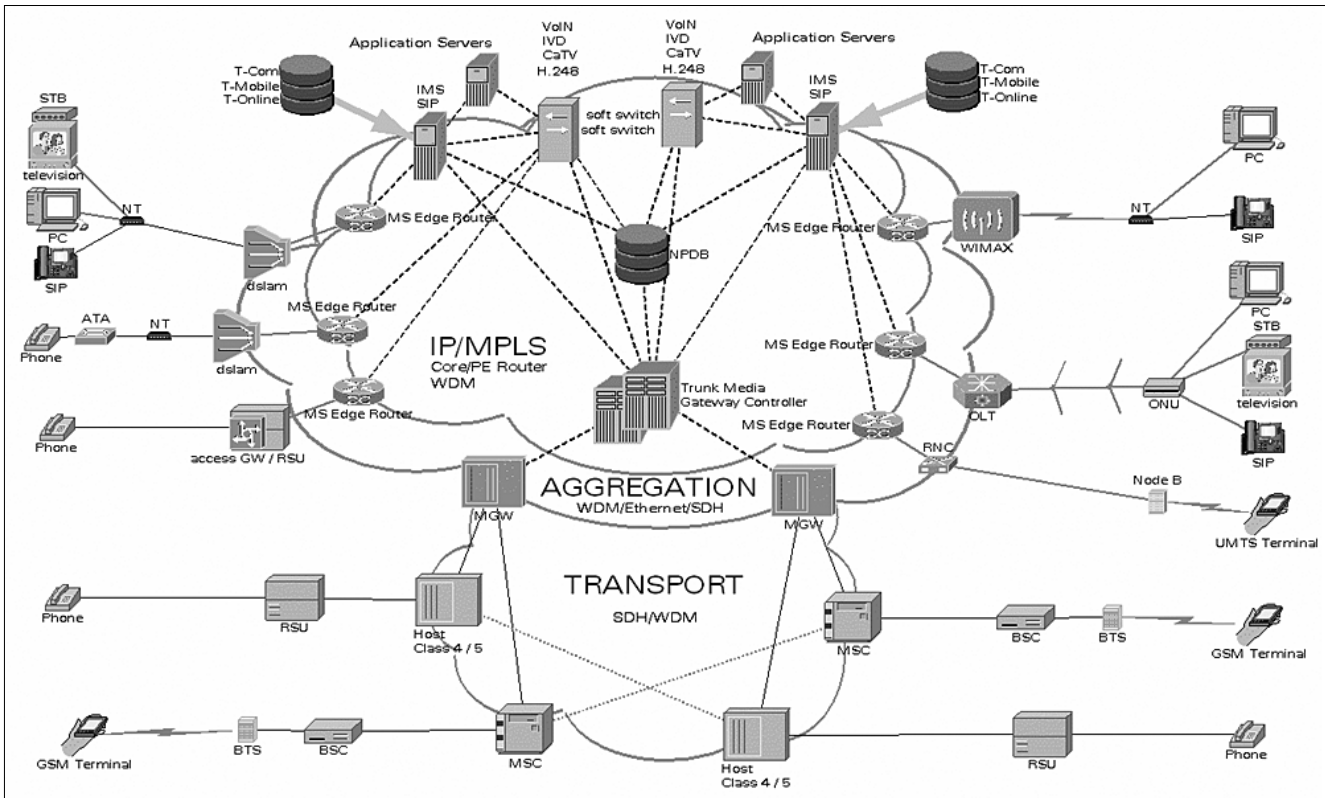 VoIN
IVD
CaTV
H.248
VoIN
IVD
CaTV
H.248
Application Servers
Application Servers
T-Com
T-Mobile
T-Online
T-Com
T-Mobile
T-Online
IMS
SIP
IMS
SIP
soft switch
soft switch
STB
television
PC
SIP
NT
dslam
MS Edge Router
NPDB
MS Edge Router
WIMAX
NT
PC
SIP
ATA
NT
Phone
dslam
MS Edge Router
IP/MPLS
Core/PE Router
WDM
MS Edge Router
Trunk Media
Gateway Controller
MS Edge Router
OLT
ONU
PC
STB
television
SIP
Phone
access GW / RSU
MS Edge Router
RNC
Node B
UMTS Terminal
MGW
AGGREGATION
WDM/Ethernet/SDH
MGW
TRANSPORT
SDH/WDM
Phone
RSU
Host
Class 4 / 5
MSC
BSC
BTS
GSM Terminal
GSM Terminal
BTS
BSC
MSC
Host
Class 4 / 5
RSU
Phone